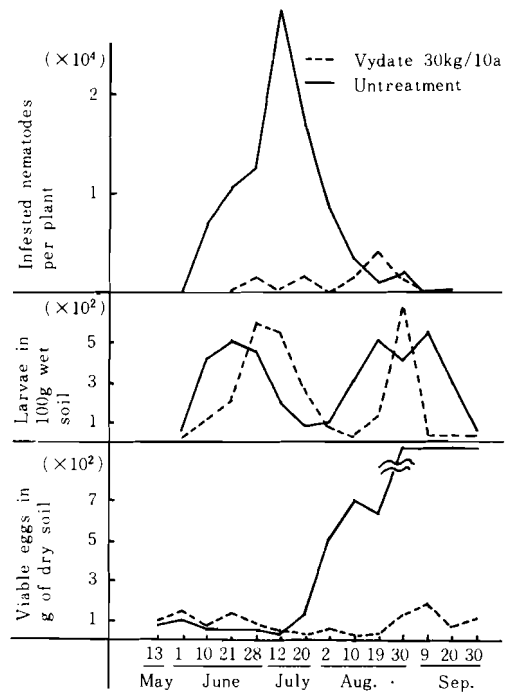 (×10⁴)
2
1
Infested nematodes
per plant
Vydate 30kg/10a
Untreatment
(×10²)
5
3
1
Larvae in
100g wet
soil
(×10²)
7
5
3
1
Viable eggs in
g of dry soil
13 1 10 21 28 12 20 2 10 19 30 9 20 30
May June July Aug. Sep.